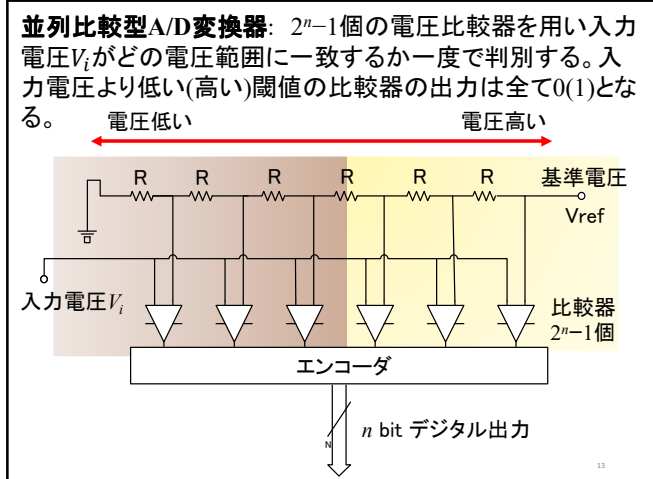 並列比較型A/D変換器: 2ⁿ−1個の電圧比較器を用い入力
電圧Vᵢがどの電圧範囲に一致するか一度で判別する。入
力電圧より低い(高い)閾値の比較器の出力は全て0(1)とな
る。
電圧低い 電圧高い
R R R R R R 基準電圧
Vref
入力電圧Vᵢ
比較器
2ⁿ−1個
エンコーダ
n bit デジタル出力
N
13